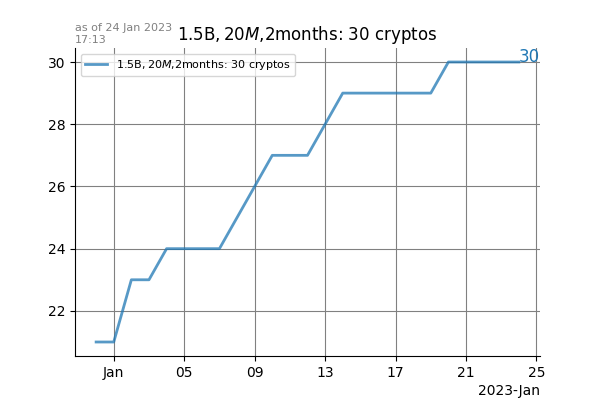 as of 24 Jan 2023
17:13
1.5B, 20M,2months: 30 cryptos
1.5B, 20M,2months: 30 cryptos
30
30
28
26
24
22
Jan 05 09 13 17 21 25
2023-Jan